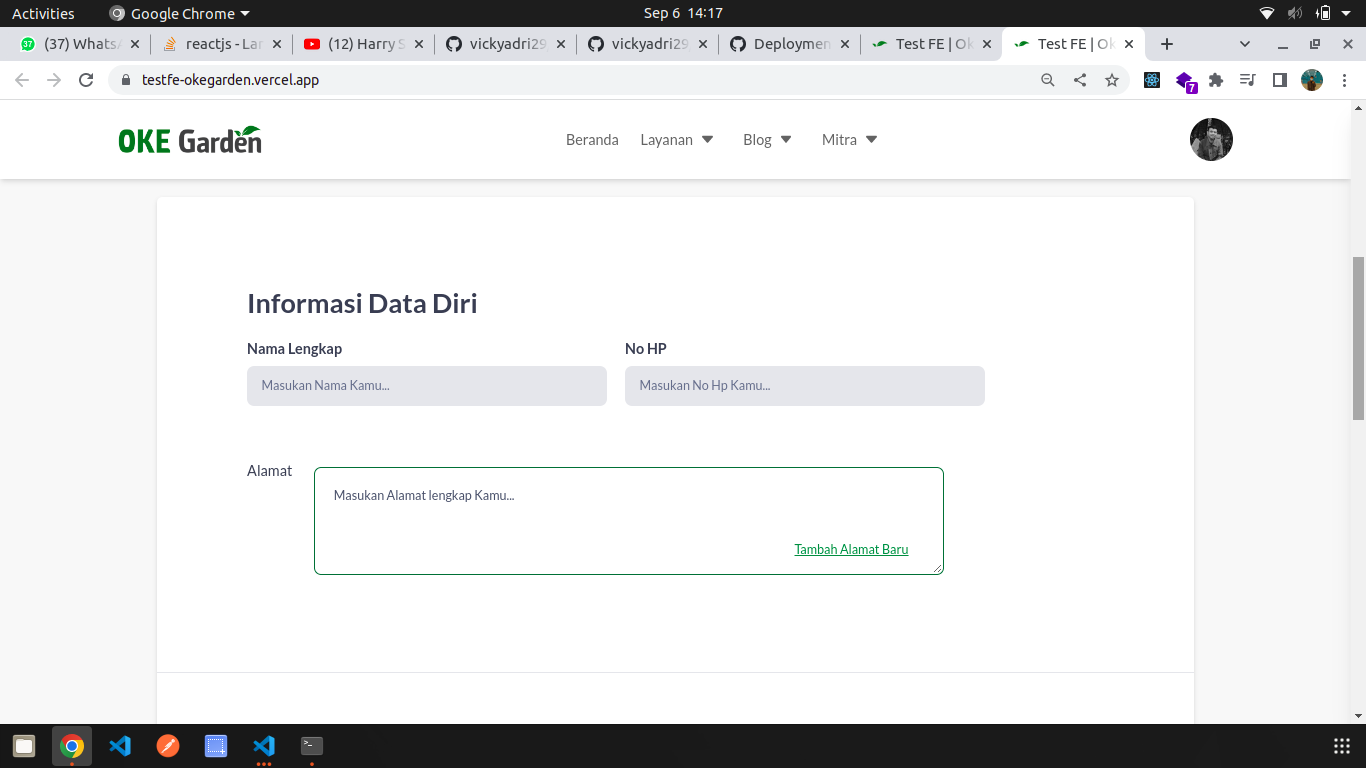 Activities
Google Chrome
Sep 6 14:17
(37) Whats
reactjs - Lar
(12) Harry S
vickyadri29
vickyadri29
Deploymen
Test FE | Ok
Test FE | Ok
testfe-okegarden.vercel.app
7
OKE Garden
Beranda
Layanan
Blog
Mitra
Informasi Data Diri
Nama Lengkap
No HP
Masukan Nama Kamu...
Masukan No Hp Kamu...
Alamat
Masukan Alamat lengkap Kamu...
Tambah Alamat Baru